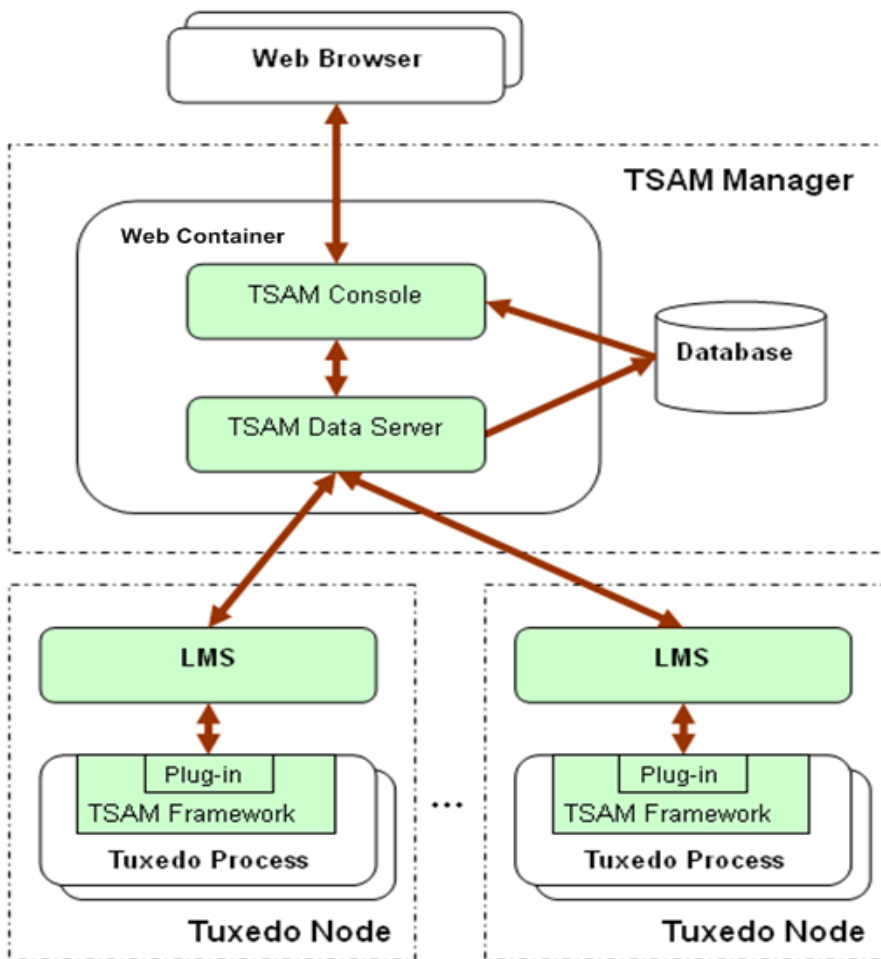 Web Browser
TSAM Manager
Web Container
TSAM Console
Database
TSAM Data Server
LMS
LMS
Plug-in
TSAM Framework
Tuxedo Process
...
Plug-in
TSAM Framework
Tuxedo Process
Tuxedo Node
Tuxedo Node